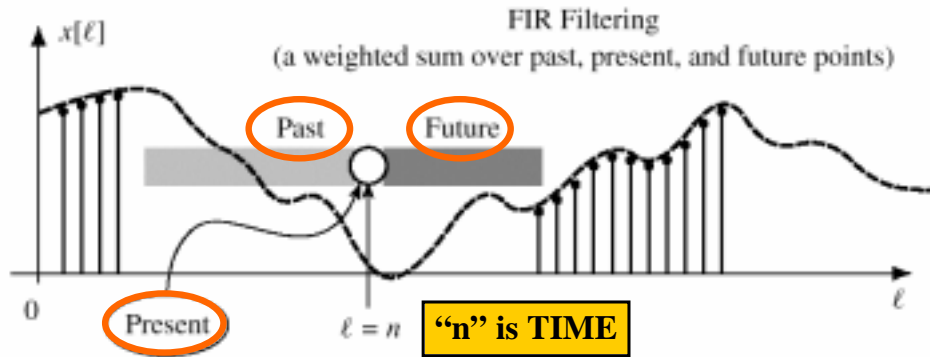 x[ℓ]
FIR Filtering
(a weighted sum over past, present, and future points)
Past
Future
0
Present
ℓ = n
“n” is TIME
ℓ